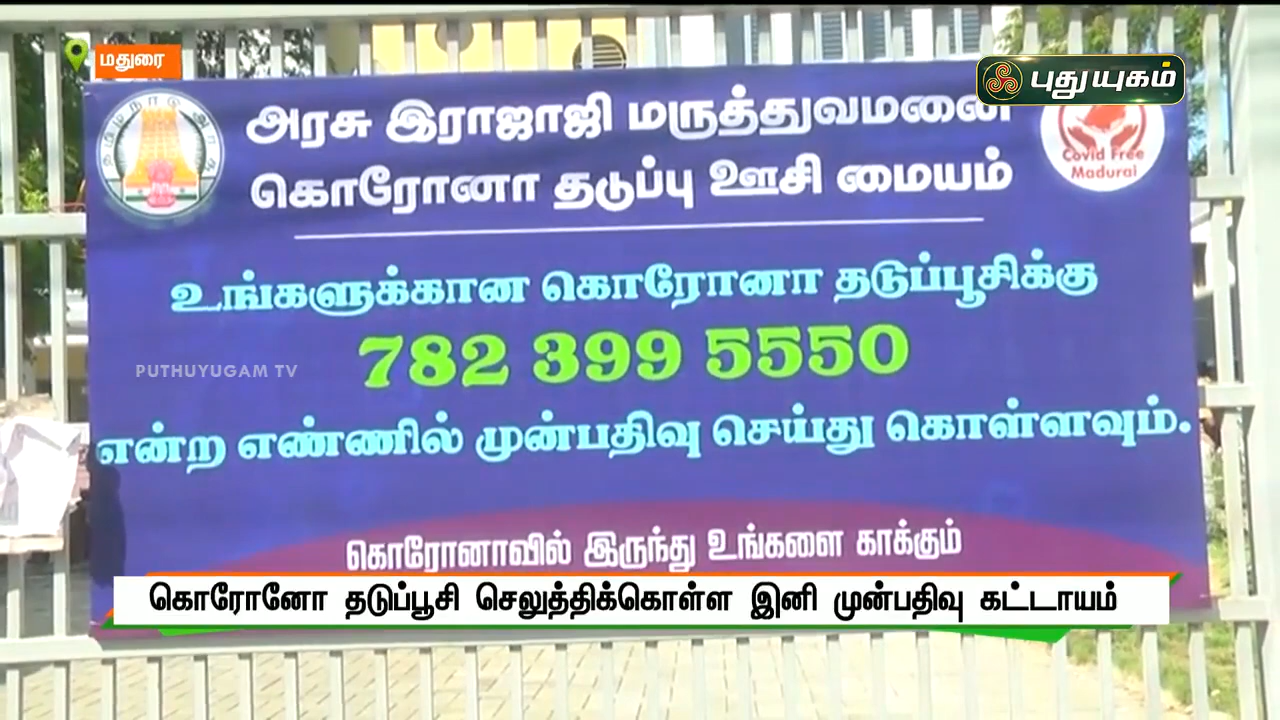 மதுரை
புதுயுகம்
அரசு இராஜாஜி மருத்துவமனை
கொரோனா தடுப்பு ஊசி மையம்
Covid Free
Madurai
உங்களுக்கான கொரோனா தடுப்பூசிக்கு
782 399 5550
PUTHUYUGAM TV
என்ற எண்ணில் முன்பதிவு செய்து கொள்ளவும்.
கொரோனாவில் இருந்து உங்களை காக்கும்
கொரோனோ தடுப்பூசி செலுத்திக்கொள்ள இனி முன்பதிவு கட்டாயம்